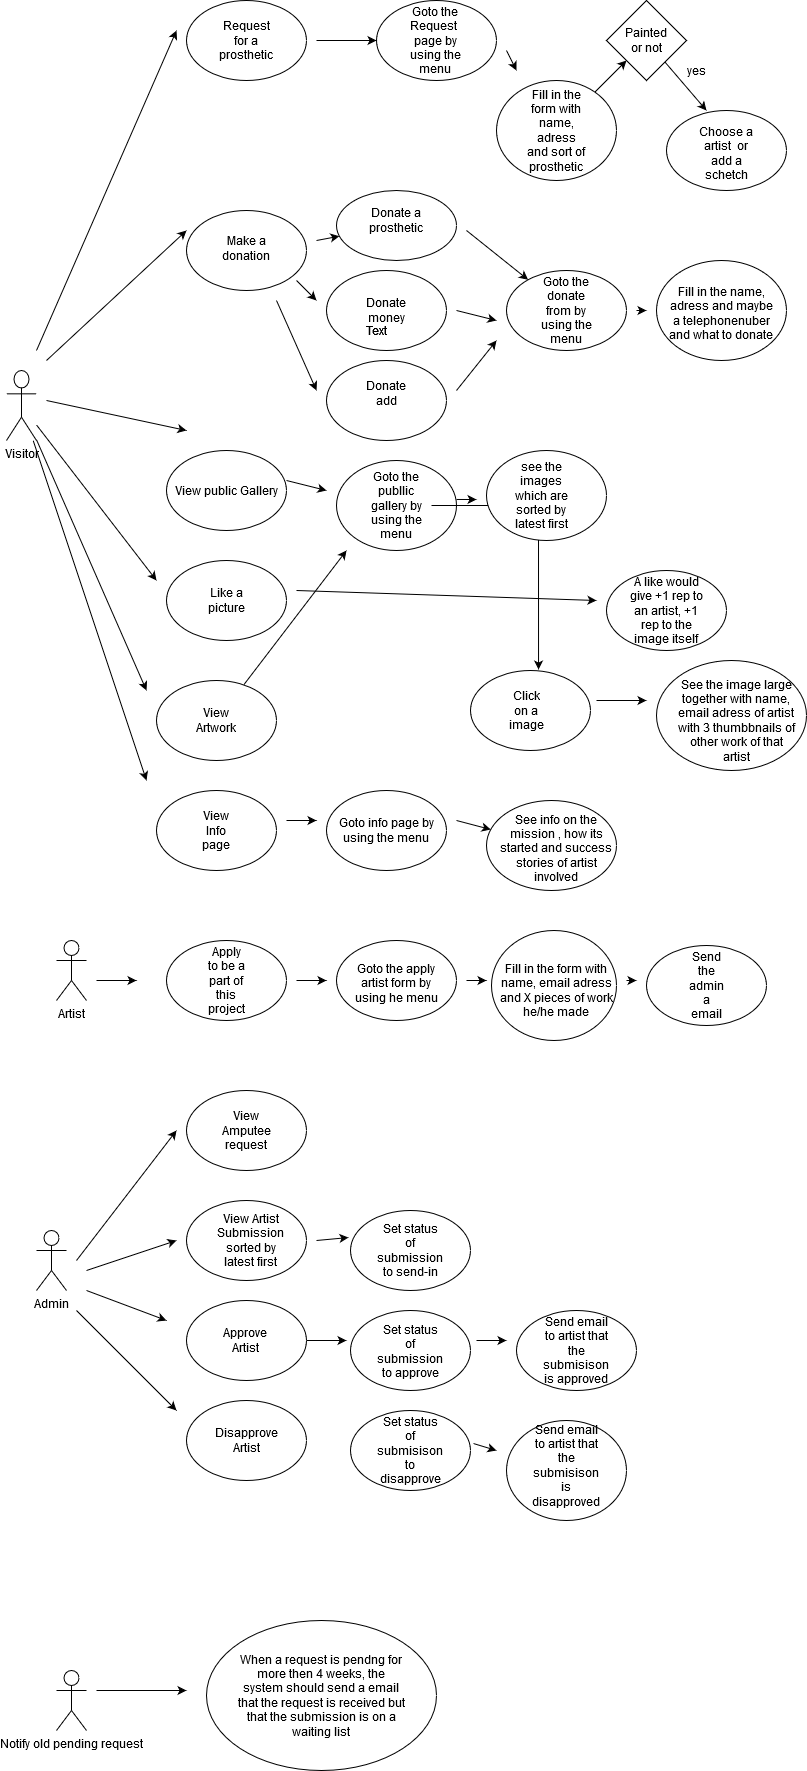 Request
for a
prosthetic
Goto the
Request
page by
using the
menu
Painted
or not
yes
Fill in the
form with
name,
adress
and sort of
prosthetic
Choose a
artist or
add a
schetch
Make a
donation
Donate a
prosthetic
Donate
money
Text
Donate
add
Goto the
donate
from by
using the
menu
Fill in the name,
adress and maybe
a telephonenuber
and what to donate
Visitor
View public Gallery
Goto the
publlic
gallery by
using the
menu
see the
images
which are
sorted by
latest first
Like a
picture
A like would
give +1 rep to
an artist, +1
rep to the
image itself
View
Artwork
Click
on a
image
See the image large
together with name,
email adress of artist
with 3 thumbbnails of
other work of that
artist
View
Info
page
Goto info page by
using the menu
See info on the
mission , how its
started and success
stories of artist
involved
Artist
Apply
to be a
part of
this
project
Goto the apply
artist form by
using he menu
Fill in the form with
name, email adress
and X pieces of work
he/he made
Send
the
admin
a
email
View
Amputee
request
Admin
View Artist
Submission
sorted by
latest first
Set status
of
submission
to send-in
Approve
Artist
Set status
of
submission
to approve
Send email
to artist that
the
submisison
is approved
Disapprove
Artist
Set status
of
submisison
to
disapprove
Send email
to artist that
the
submisison
is
disapproved
Notify old pending request
When a request is pendng for
more then 4 weeks, the
system should send a email
that the request is received but
that the submission is on a
waiting list